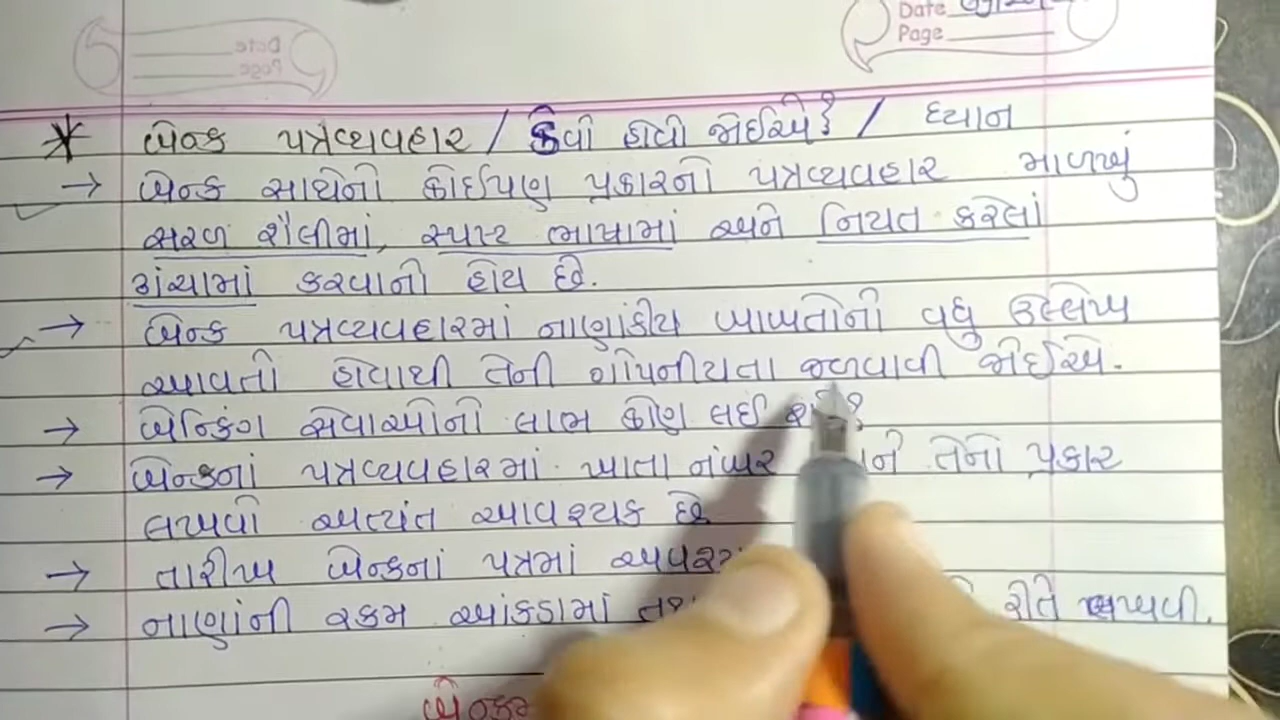 Date
Page
* બેન્ક પત્રવ્યવહાર / કેવો હોવો જોઈએ? / ધ્યાન
→ બેન્ક સાથેનો કોઈપણ પ્રકારનો પત્રવ્યવહાર માળખું
સરળ શૈલીમાં, સ્પષ્ટ ભાષામાં અને નિયત કરેલાં
ઢાંચામાં કરવાનો હોય છે.
→ બેન્ક પત્રવ્યવહારમાં નાણાંકીય બાબતોનો વધુ ઉલ્લેખ
આવતો હોવાથી તેની ગોપનીયતા જળવાવી જોઈએ.
→ બેન્કિંગ સેવાઓનો લાભ કોણ લઈ
→ બેન્કનાં પત્રવ્યવહારમાં ખાતા નંબર તેનો પ્રકાર
લખવો અત્યંત આવશ્યક છે
→ તારીખ બેન્કનાં પત્રમાં
→ નાણાંની રકમ આંકડામાં રીતે લખવી.